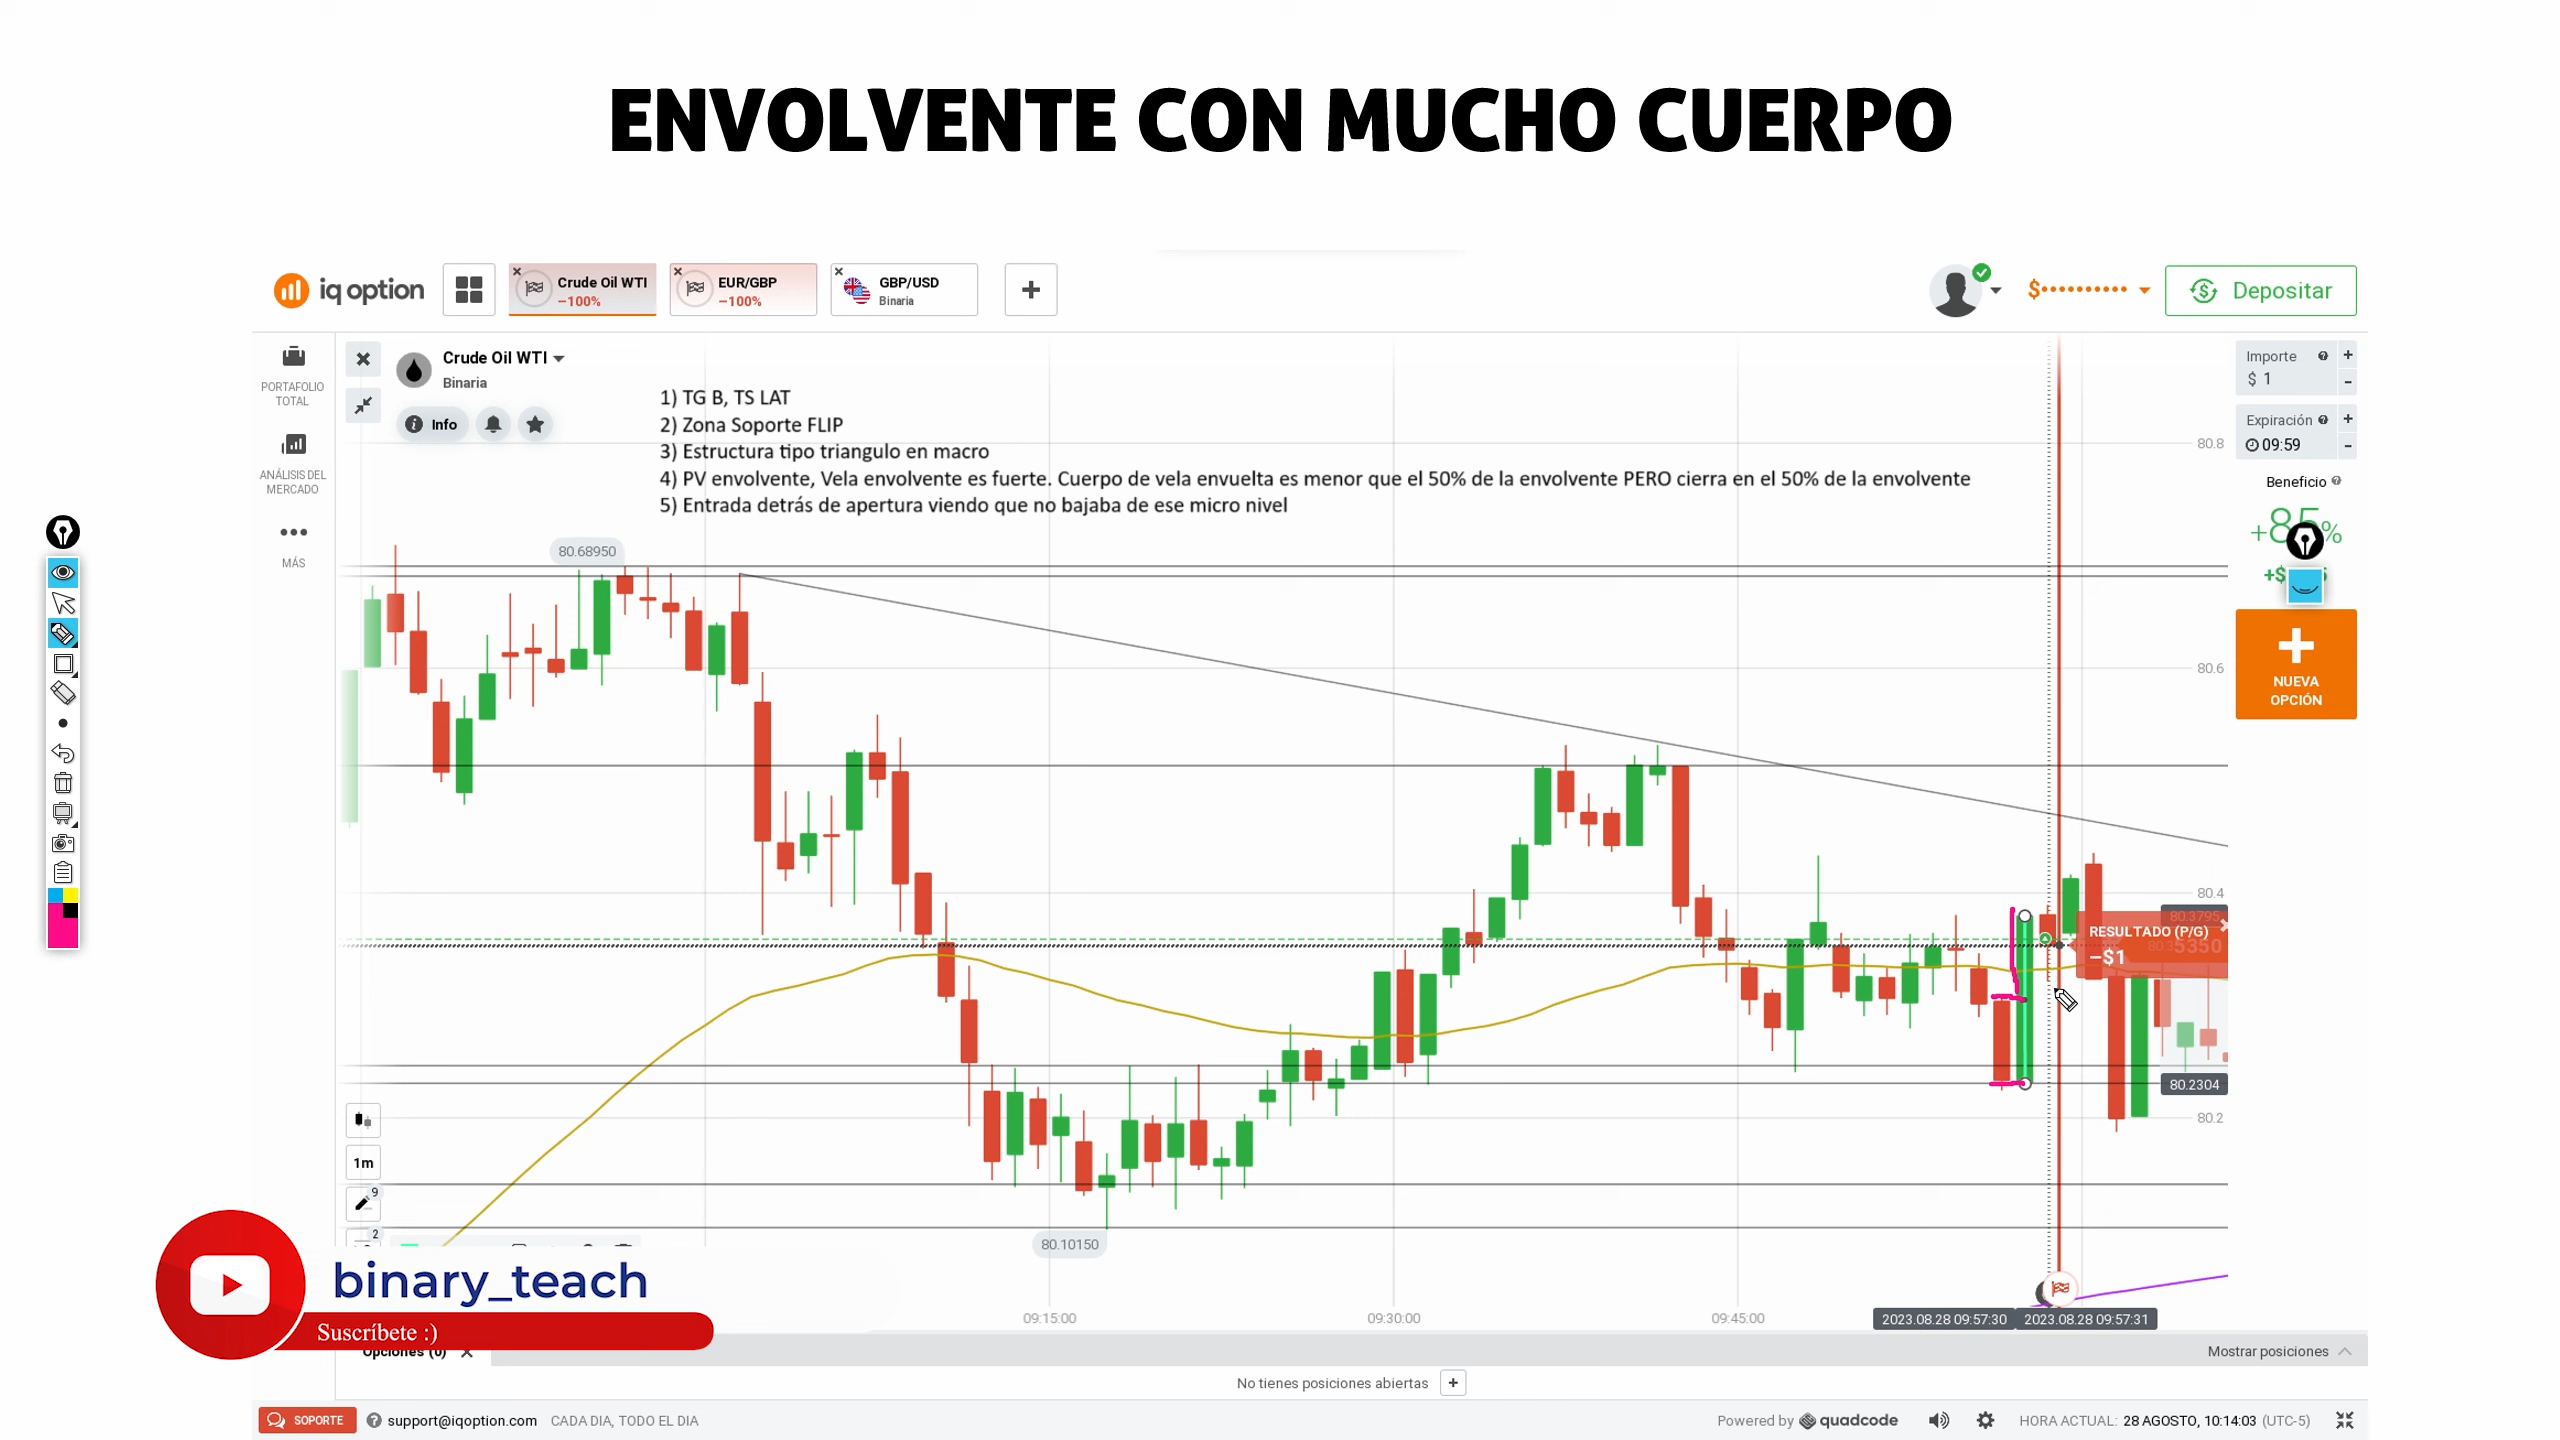 ENVOLVENTE CON MUCHO CUERPO
iq option
Crude Oil WTI
−100%
EUR/GBP
−100%
GBP/USD
Binaria
Depositar
PORTAFOLIO
TOTAL
ANÁLISIS DEL
MERCADO
MÁS
Crude Oil WTI
Binaria
Info
1) TG B, TS LAT
2) Zona Soporte FLIP
3) Estructura tipo triangulo en macro
4) PV envolvente, Vela envolvente es fuerte. Cuerpo de vela envuelta es menor que el 50% de la envolvente PERO cierra en el 50% de la envolvente
5) Entrada detrás de apertura viendo que no bajaba de ese micro nivel
Importe
$ 1
Expiración
09:59
Beneficio
NUEVA
OPCIÓN
80.8
80.68950
80.6
80.4
80.3795
RESULTADO (P/G)
−$1
80.2304
80.2
80.10150
1m
9
2
09:15:00
09:30:00
09:45:00
2023.08.28 09:57:30
2023.08.28 09:57:31
binary_teach
Suscríbete :)
Opciones (0)
Mostrar posiciones
No tienes posiciones abiertas
SOPORTE
support@iqoption.com
CADA DIA, TODO EL DIA
Powered by quadcode
HORA ACTUAL: 28 AGOSTO, 10:14:03 (UTC-5)